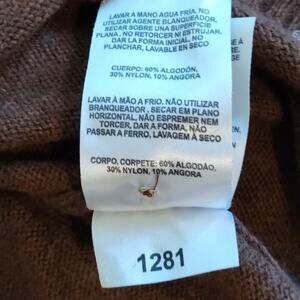 LAVAR A MANO AGUA FRÍA. NO
UTILIZAR AGENTE BLANQUEADOR,
SECAR SOBRE UNA SUPERFICIE
PLANA, NO RETORCER NI ESTRUJAR.
DAR LA FORMA INICIAL. NO
PLANCHAR, LAVABLE EN SECO
CUERPO: 60% ALGODÓN,
30% NYLON, 10% ANGORA
LAVAR À MÃO A FRIO. NÃO UTILIZAR
BRANQUEADOR, SECAR EM PLANO
HORIZONTAL, NÃO ESPREMER NEM
TORCER, DAR A FORMA, NÃO
PASSAR A FERRO, LAVAGEM À SECO
CORPO, CORPETE: 60% ALGODÃO,
30% NYLON, 10% ANGORA
1281